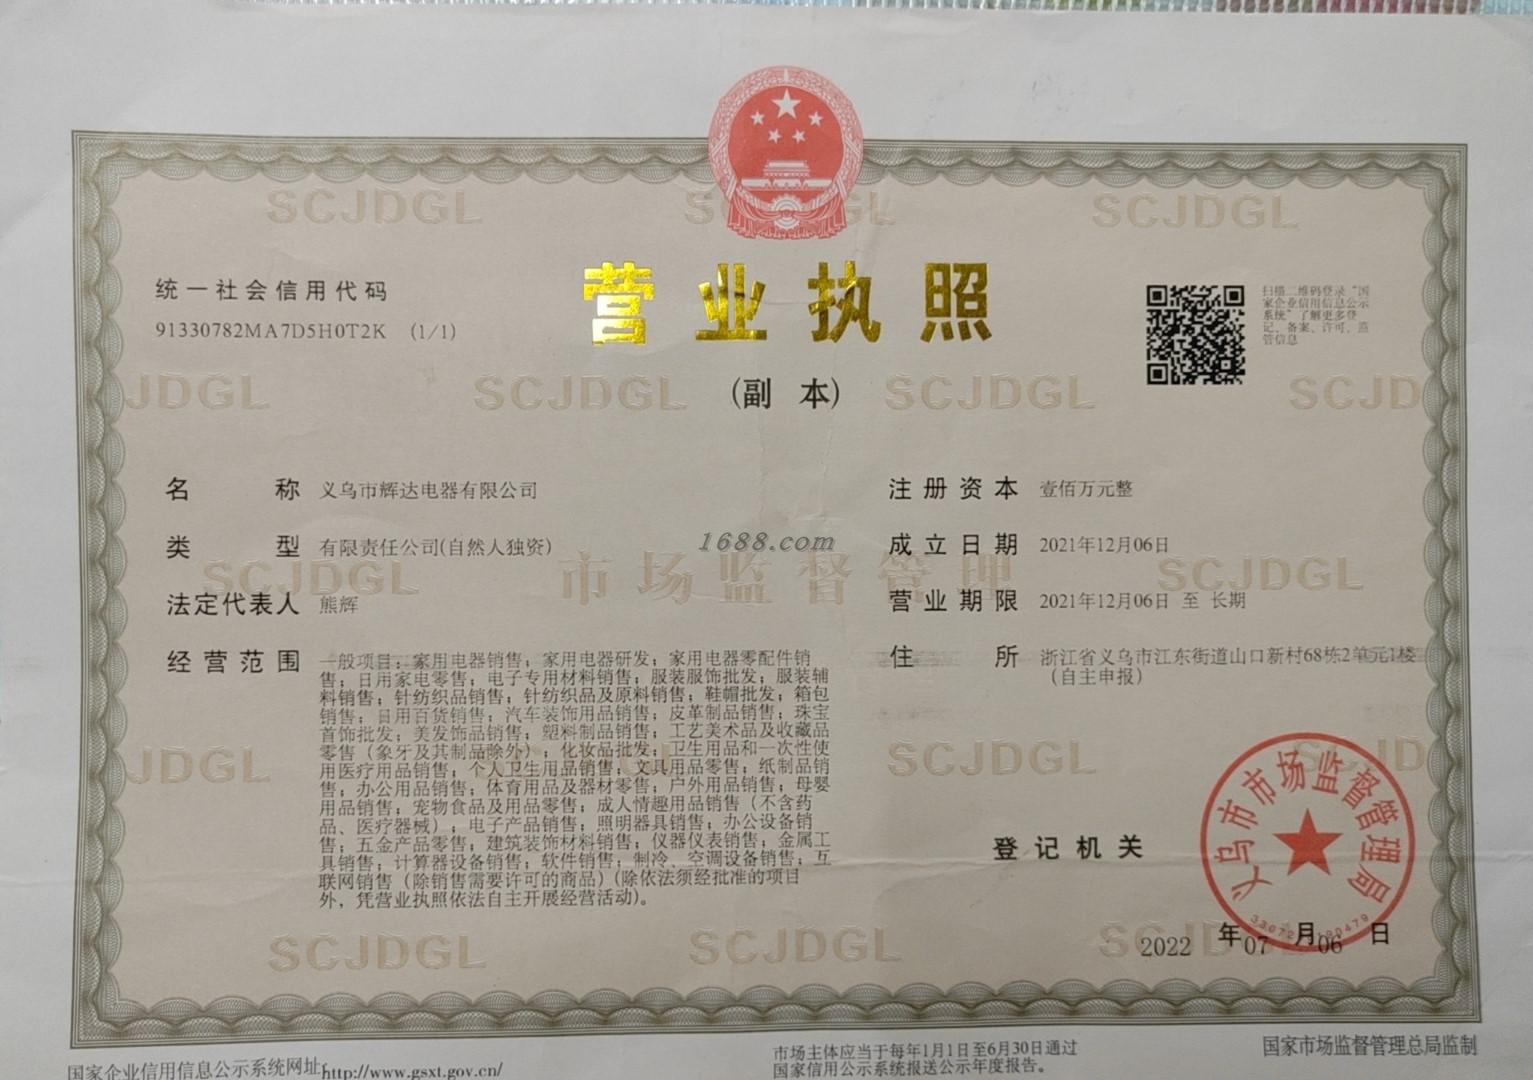 SCJDGL SCJDGL SCJDGL
营业执照
(副 本)
统一社会信用代码
91330782MA7D5H0T2K (1/1)
扫描二维码登录“国
家企业信用信息公示
系统”了解更多登
记、备案、许可、监
管信息
JDGL SCJDGL SCJDGL SCJD
名称 义乌市辉达电器有限公司
类型 有限责任公司(自然人独资)
法定代表人 熊辉
经营范围 一般项目：家用电器销售；家用电器研发；家用电器零配件销
售；日用家电零售；电子专用材料销售；服装服饰批发；服装辅
料销售；针纺织品销售；针纺织品及原料销售；鞋帽批发；箱包
销售；日用百货销售；汽车装饰用品销售；皮革制品销售；珠宝
首饰批发；美发饰品销售；塑料制品销售；工艺美术品及收藏品
零售（象牙及其制品除外）；化妆品批发；卫生用品和一次性使
用医疗用品销售；个人卫生用品销售；文具用品零售；纸制品销
售；办公用品销售；体育用品及器材零售；户外用品销售；母婴
用品销售；宠物食品及用品零售；成人情趣用品销售（不含药
品、医疗器械）；电子产品销售；照明器具销售；办公设备销
售；五金产品零售；建筑装饰材料销售；仪器仪表销售；金属工
具销售；计算器设备销售；软件销售；制冷、空调设备销售；互
联网销售（除销售需要许可的商品）(除依法须经批准的项目
外，凭营业执照依法自主开展经营活动)。
注册资本 壹佰万元整
成立日期 2021年12月06日
营业期限 2021年12月06日 至 长期
住所 浙江省义乌市江东街道山口新村68栋2单元1楼
（自主申报）
1688.com
SCJDGL 市场监督管理 SCJDGL
JDGL SCJDGL SCJD
登记机关
义乌市市场监督管理局
2022 年 07 月 06 日
SCJDGL SCJDGL SCJDGL
国家企业信用信息公示系统网址:http://www.gsxt.gov.cn/
市场主体应当于每年1月1日至6月30日通过
国家信用公示系统报送公示年度报告。
国家市场监督管理总局监制